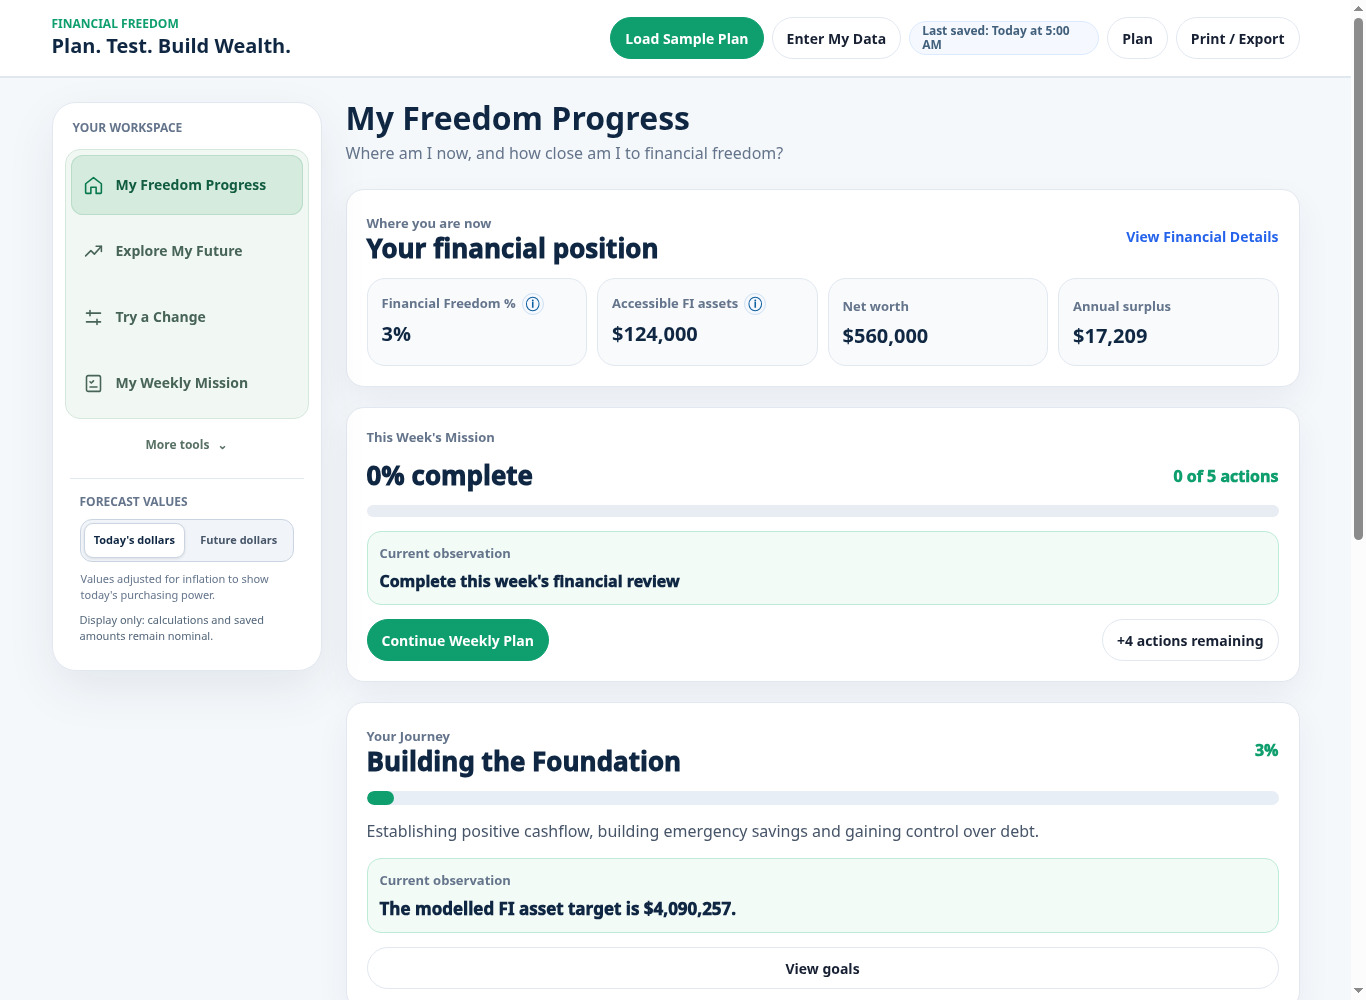 FINANCIAL FREEDOM
Plan. Test. Build Wealth.
Load Sample Plan
Enter My Data
Last saved: Today at 5:00
AM
Plan
Print / Export
YOUR WORKSPACE
My Freedom Progress
Explore My Future
Try a Change
My Weekly Mission
More tools
FORECAST VALUES
Today's dollars
Future dollars
Values adjusted for inflation to show
today's purchasing power.
Display only: calculations and saved
amounts remain nominal.
My Freedom Progress
Where am I now, and how close am I to financial freedom?
Where you are now
Your financial position
View Financial Details
Financial Freedom % ⓘ
3%
Accessible FI assets ⓘ
$124,000
Net worth
$560,000
Annual surplus
$17,209
This Week's Mission
0% complete
0 of 5 actions
Current observation
Complete this week's financial review
Continue Weekly Plan
+4 actions remaining
Your Journey
Building the Foundation
3%
Establishing positive cashflow, building emergency savings and gaining control over debt.
Current observation
The modelled FI asset target is $4,090,257.
View goals